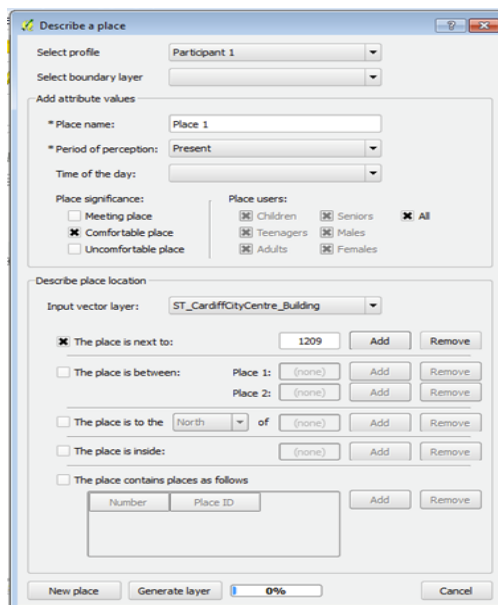 Describe a place
Select profile Participant 1
Select boundary layer
Add attribute values
* Place name: Place 1
* Period of perception: Present
Time of the day:
Place significance: Place users:
Meeting place Children Seniors All
Comfortable place Teenagers Males
Uncomfortable place Adults Females
Describe place location
Input vector layer: ST_CardiffCityCentre_Building
The place is next to: 1209 Add Remove
The place is between: Place 1: (none) Add Remove
Place 2: (none) Add Remove
The place is to the North of (none) Add Remove
The place is inside: (none) Add Remove
The place contains places as follows
Number Place ID Add Remove
New place Generate layer 0% Cancel